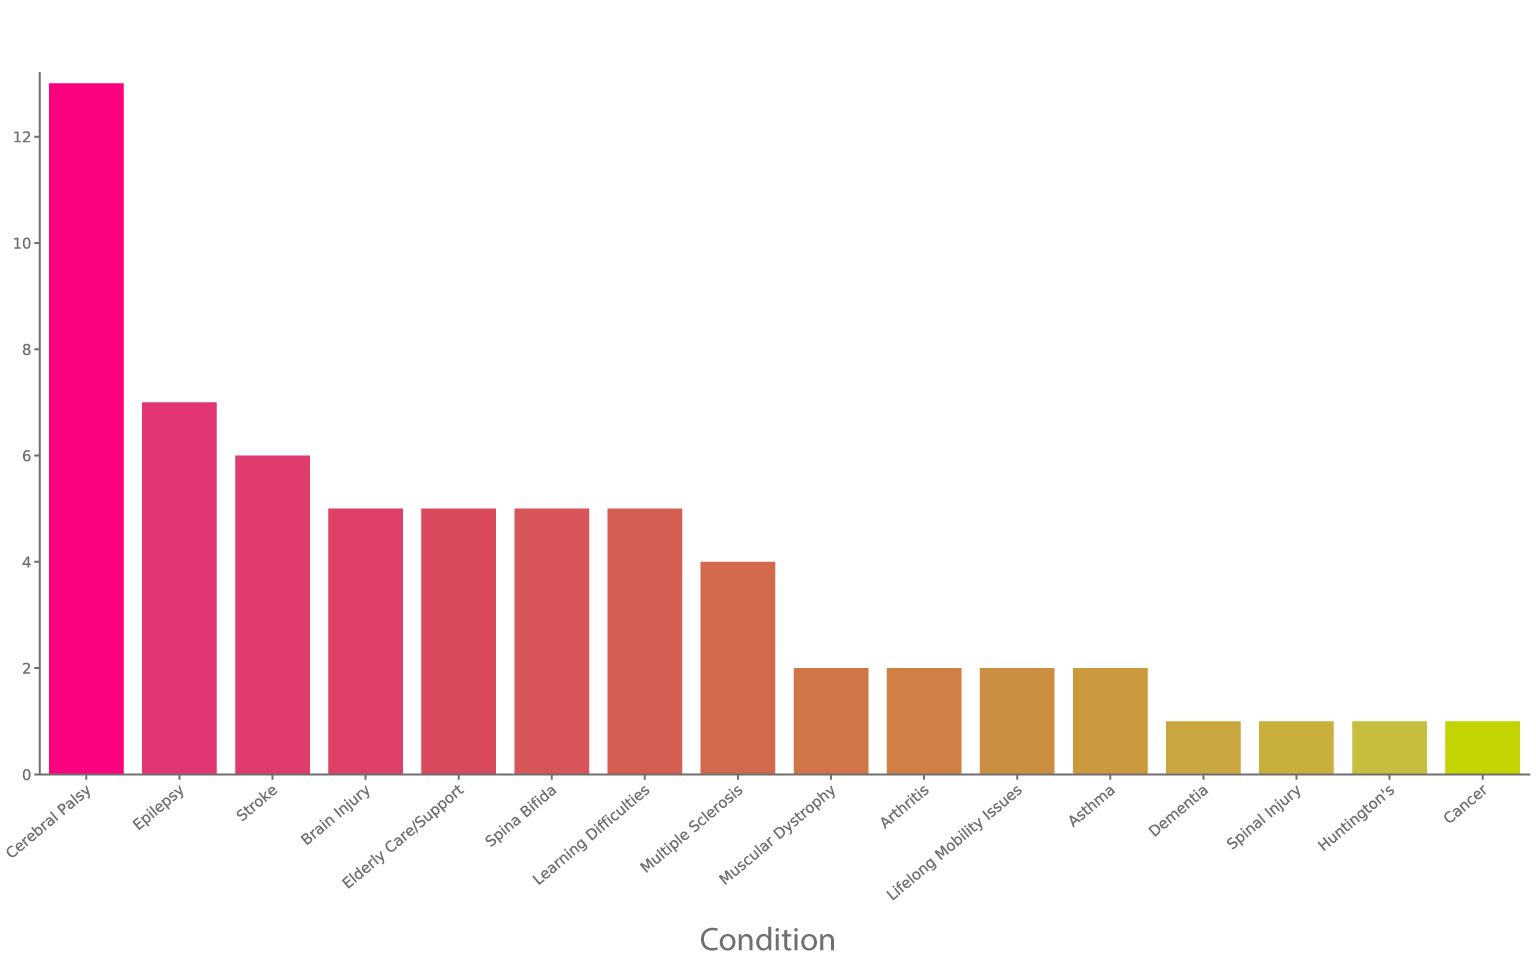 12
10
8
6
4
2
0
Cerebral Palsy
Epilepsy
Stroke
Brain Injury
Elderly Care/Support
Spina Bifida
Learning Difficulties
Multiple Sclerosis
Muscular Dystrophy
Arthritis
Lifelong Mobility Issues
Asthma
Dementia
Spinal Injury
Huntington's
Cancer
Condition